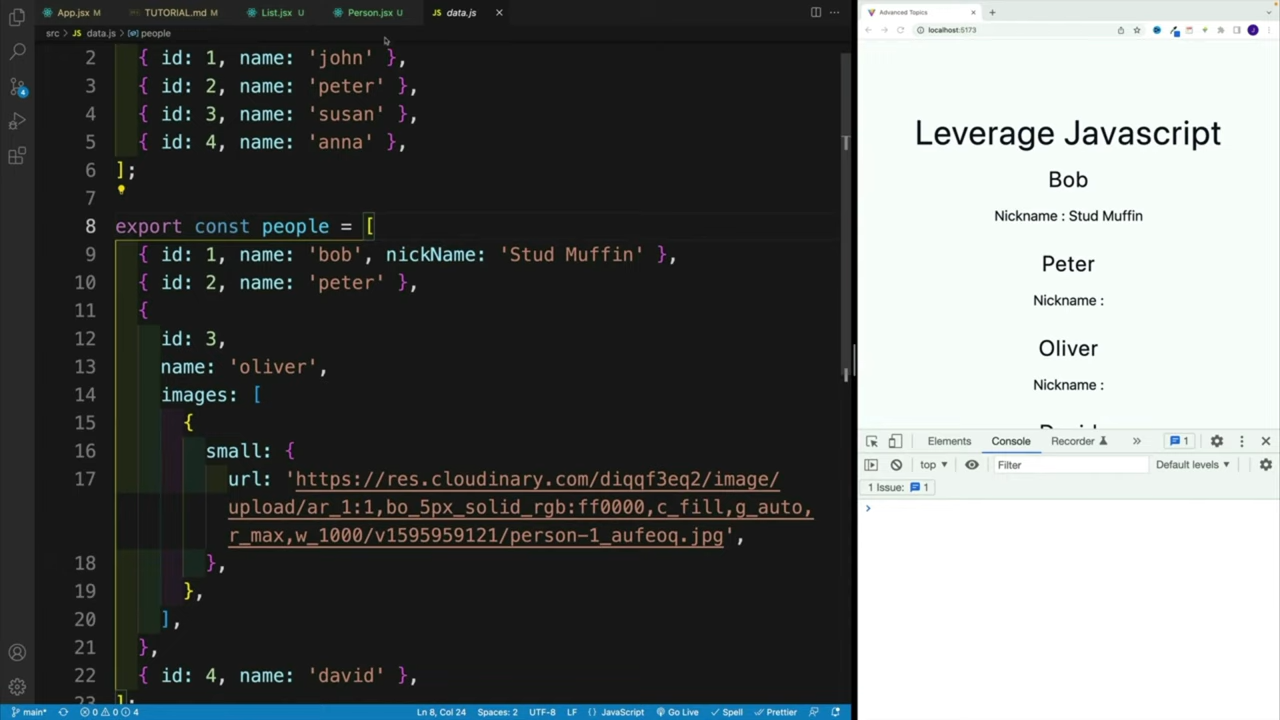 App.jsx M
TUTORIAL.md M
List.jsx U
Person.jsx U
data.js
src > data.js > people
2 { id: 1, name: 'john' },
3 { id: 2, name: 'peter' },
4 { id: 3, name: 'susan' },
5 { id: 4, name: 'anna' },
6 ];
7
8 export const people = [
9 { id: 1, name: 'bob', nickName: 'Stud Muffin' },
10 { id: 2, name: 'peter' },
11 {
12 id: 3,
13 name: 'oliver',
14 images: [
15 {
16 small: {
17 url: 'https://res.cloudinary.com/diqqf3eq2/image/
upload/ar_1:1,bo_5px_solid_rgb:ff0000,c_fill,g_auto,
r_max,w_1000/v1595959121/person-1_aufeoq.jpg',
18 },
19 },
20 ],
21 },
22 { id: 4, name: 'david' },
23 ];
4
main* 0 0 4 Ln 8, Col 24 Spaces: 2 UTF-8 LF { } JavaScript Go Live Spell Prettier
Advanced Topics
localhost:5173
J
Leverage Javascript
Bob
Nickname : Stud Muffin
Peter
Nickname :
Oliver
Nickname :
David
Elements Console Recorder 1
top Filter Default levels
1 Issue: 1